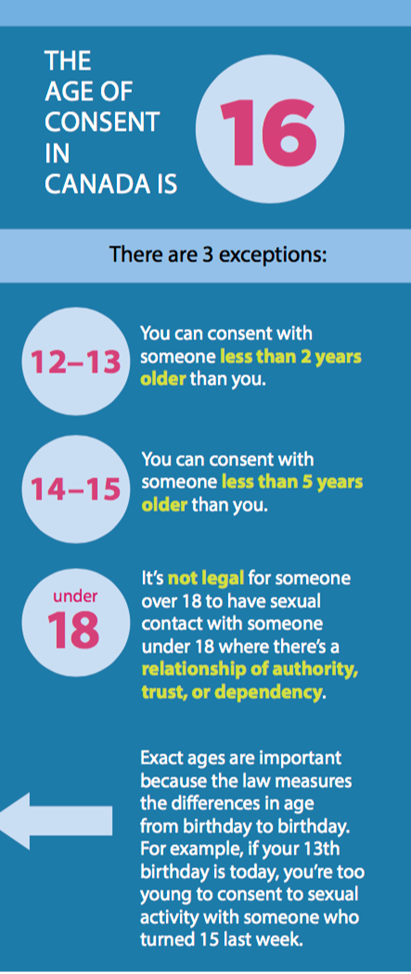 THE
AGE OF
CONSENT
IN
CANADA IS
16
There are 3 exceptions:
12–13
You can consent with
someone less than 2 years
older than you.
14–15
You can consent with
someone less than 5 years
older than you.
under
18
It's not legal for someone
over 18 to have sexual
contact with someone
under 18 where there's a
relationship of authority,
trust, or dependency.
Exact ages are important
because the law measures
the differences in age
from birthday to birthday.
For example, if your 13th
birthday is today, you're too
young to consent to sexual
activity with someone who
turned 15 last week.